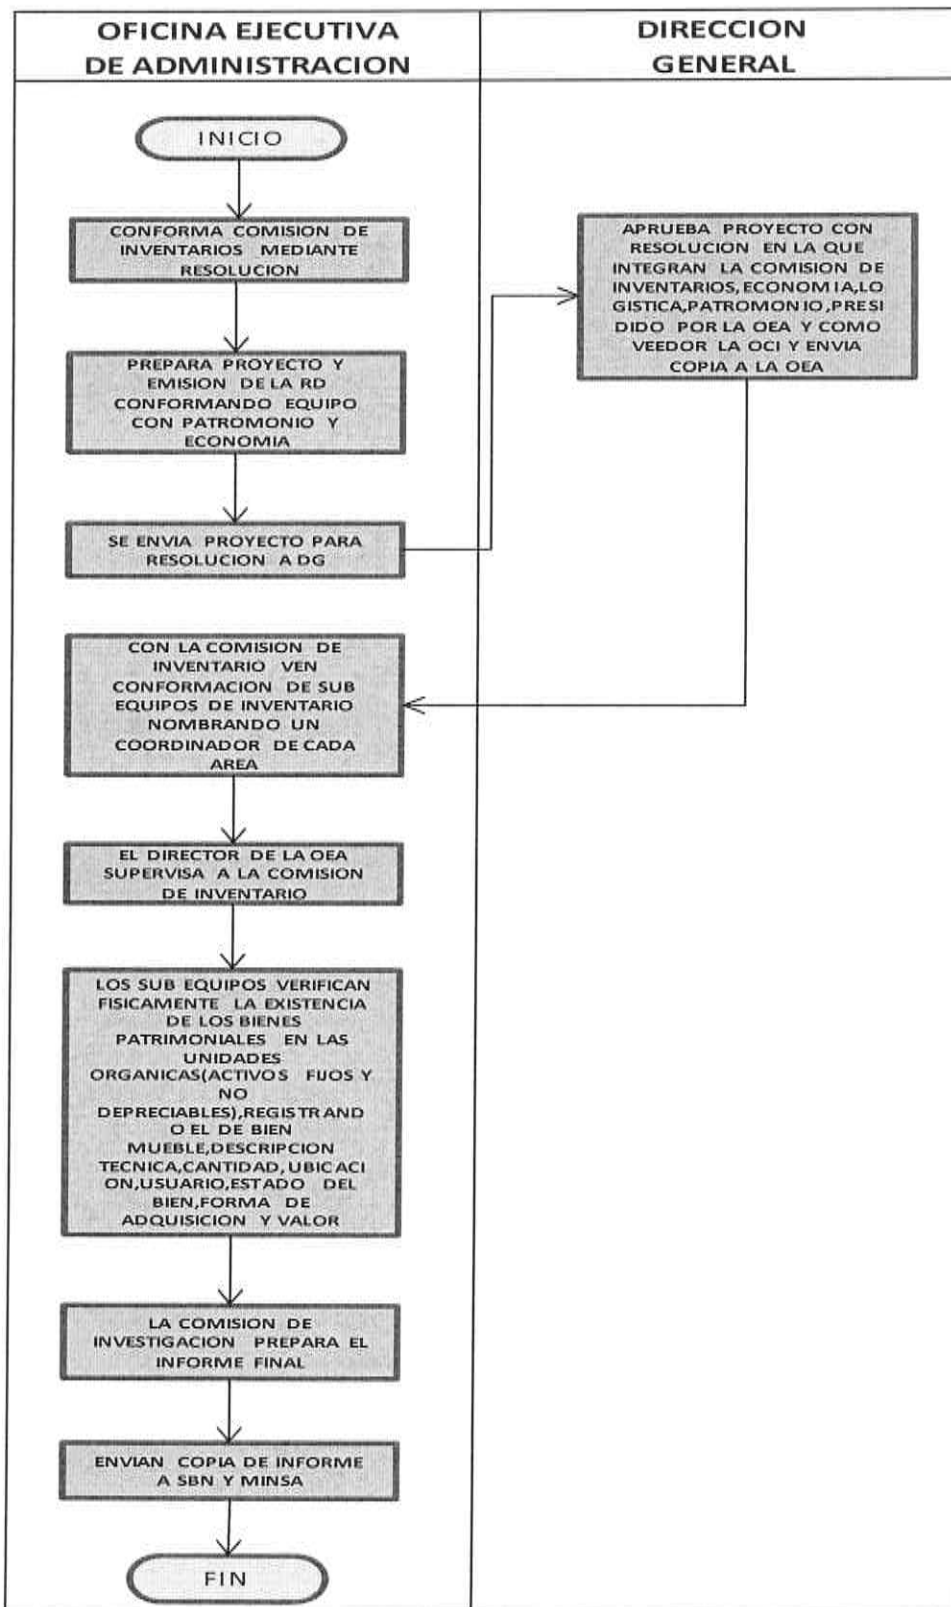 OFICINA EJECUTIVA
DE ADMINISTRACION
DIRECCION
GENERAL
INICIO
CONFORMA COMISION DE
INVENTARIOS MEDIANTE
RESOLUCION
PREPARA PROYECTO Y
EMISION DE LA RD
CONFORMANDO EQUIPO
CON PATROMONIO Y
ECONOMIA
SE ENVIA PROYECTO PARA
RESOLUCION A DG
APRUEBA PROYECTO CON
RESOLUCION EN LA QUE
INTEGRAN LA COMISION DE
INVENTARIOS,ECONOMIA,LO
GISTICA,PATROMONIO,PRESI
DIDO POR LA OEA Y COMO
VEEDOR LA OCI Y ENVIA
COPIA A LA OEA
CON LA COMISION DE
INVENTARIO VEN
CONFORMACION DE SUB
EQUIPOS DE INVENTARIO
NOMBRANDO UN
COORDINADOR DE CADA
AREA
EL DIRECTOR DE LA OEA
SUPERVISA A LA COMISION
DE INVENTARIO
LOS SUB EQUIPOS VERIFICAN
FISICAMENTE LA EXISTENCIA
DE LOS BIENES
PATRIMONIALES EN LAS
UNIDADES
ORGANICAS(ACTIVOS FIJOS Y
NO
DEPRECIABLES),REGISTRAND
O EL DE BIEN
MUEBLE,DESCRIPCION
TECNICA,CANTIDAD,UBICACI
ON,USUARIO,ESTADO DEL
BIEN,FORMA DE
ADQUISICION Y VALOR
LA COMISION DE
INVESTIGACION PREPARA EL
INFORME FINAL
ENVIAN COPIA DE INFORME
A SBN Y MINSA
FIN